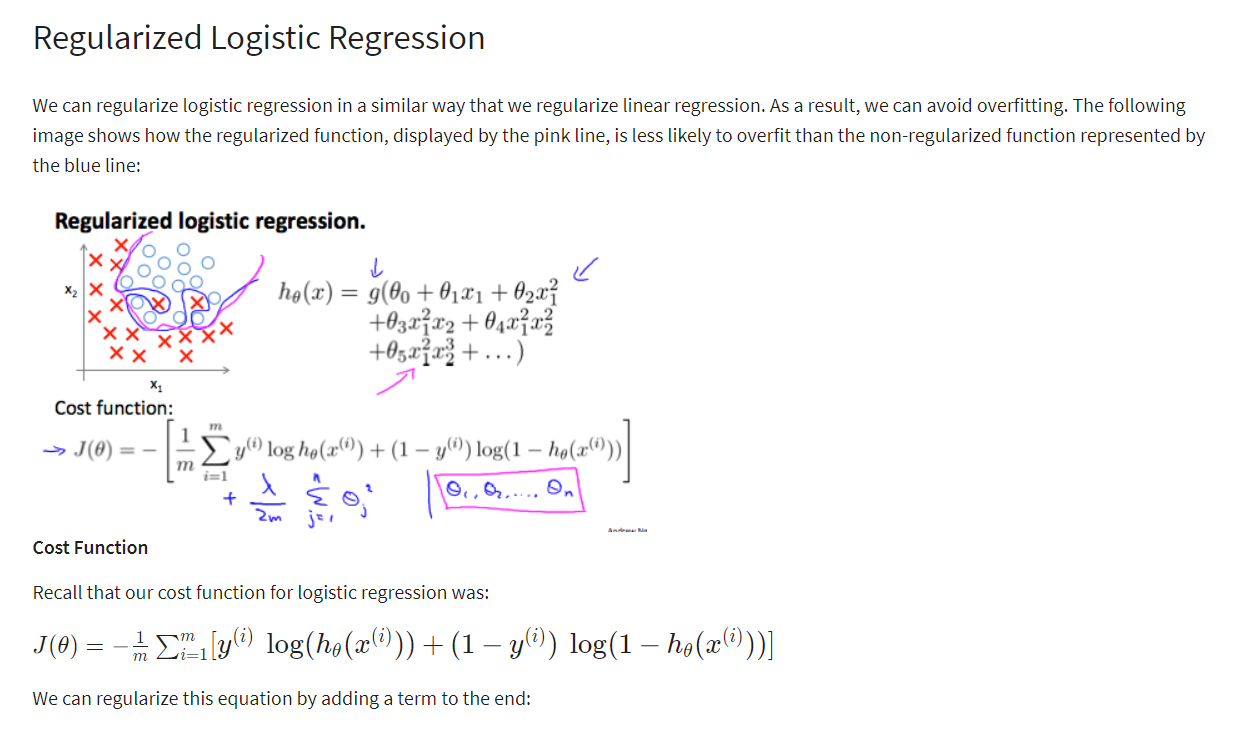 Regularized Logistic Regression
We can regularize logistic regression in a similar way that we regularize linear regression. As a result, we can avoid overfitting. The following
image shows how the regularized function, displayed by the pink line, is less likely to overfit than the non-regularized function represented by
the blue line:
Regularized logistic regression.
x₂
x₁
h_θ(x) = g(θ₀ + θ₁x₁ + θ₂x₁²
+θ₃x₁²x₂ + θ₄x₁²x₂²
+θ₅x₁²x₂³ + ...)
Cost function:
→ J(θ) = − [ 1/m ∑_{i=1}^{m} y^{(i)} log h_θ(x^{(i)}) + (1 − y^{(i)}) log(1 − h_θ(x^{(i)})) ]
+ λ/2m ∑_{j=1}^{n} θ_j² θ₁, θ₂, ...., θₙ
Andrew Ng
Cost Function
Recall that our cost function for logistic regression was:
J(θ) = −1/m ∑_{i=1}^{m} [y^{(i)} log(h_θ(x^{(i)})) + (1 − y^{(i)}) log(1 − h_θ(x^{(i)}))]
We can regularize this equation by adding a term to the end: